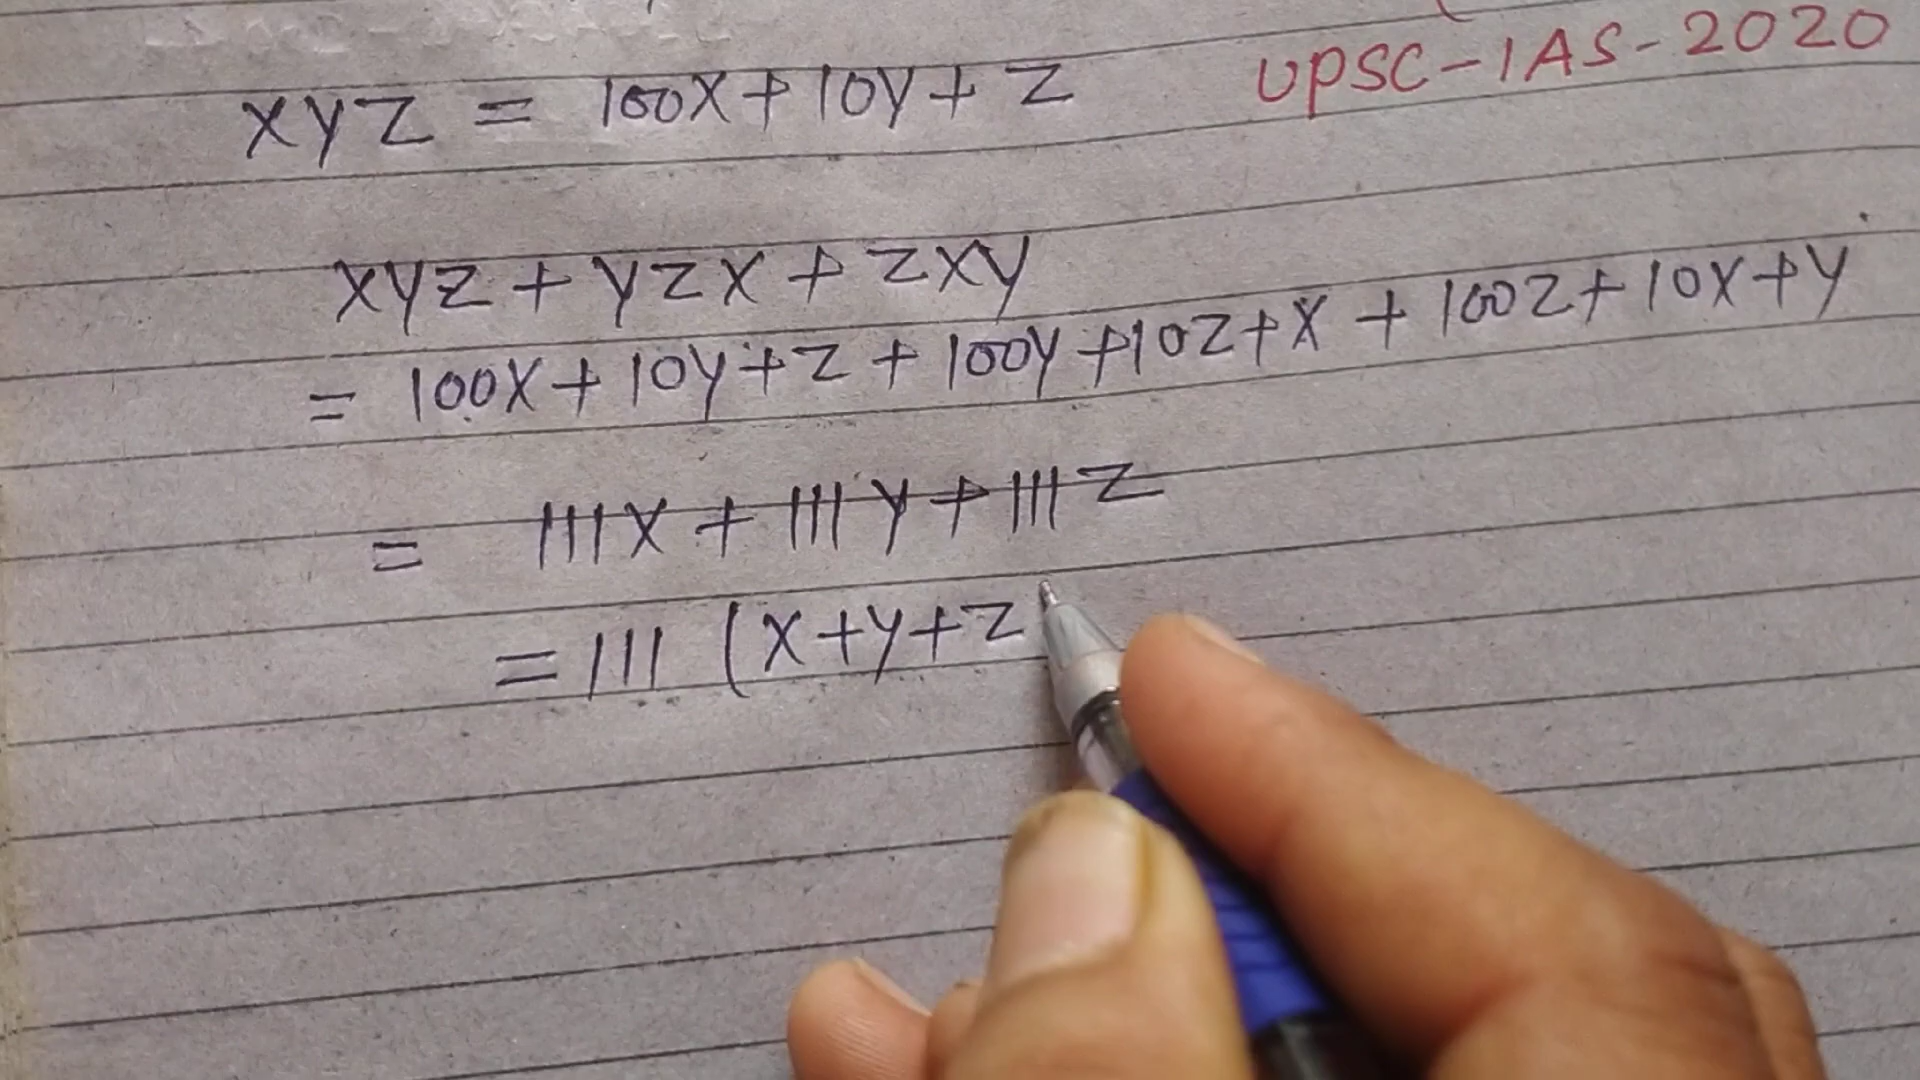 UPSC-IAS-2020
XYZ = 100X+10Y+Z
XYZ + YZX + ZXY
= 100X+10Y+Z + 100Y+10Z+X + 100Z+10X+Y
= 111X + 111Y+111Z
=111 (X+Y+Z